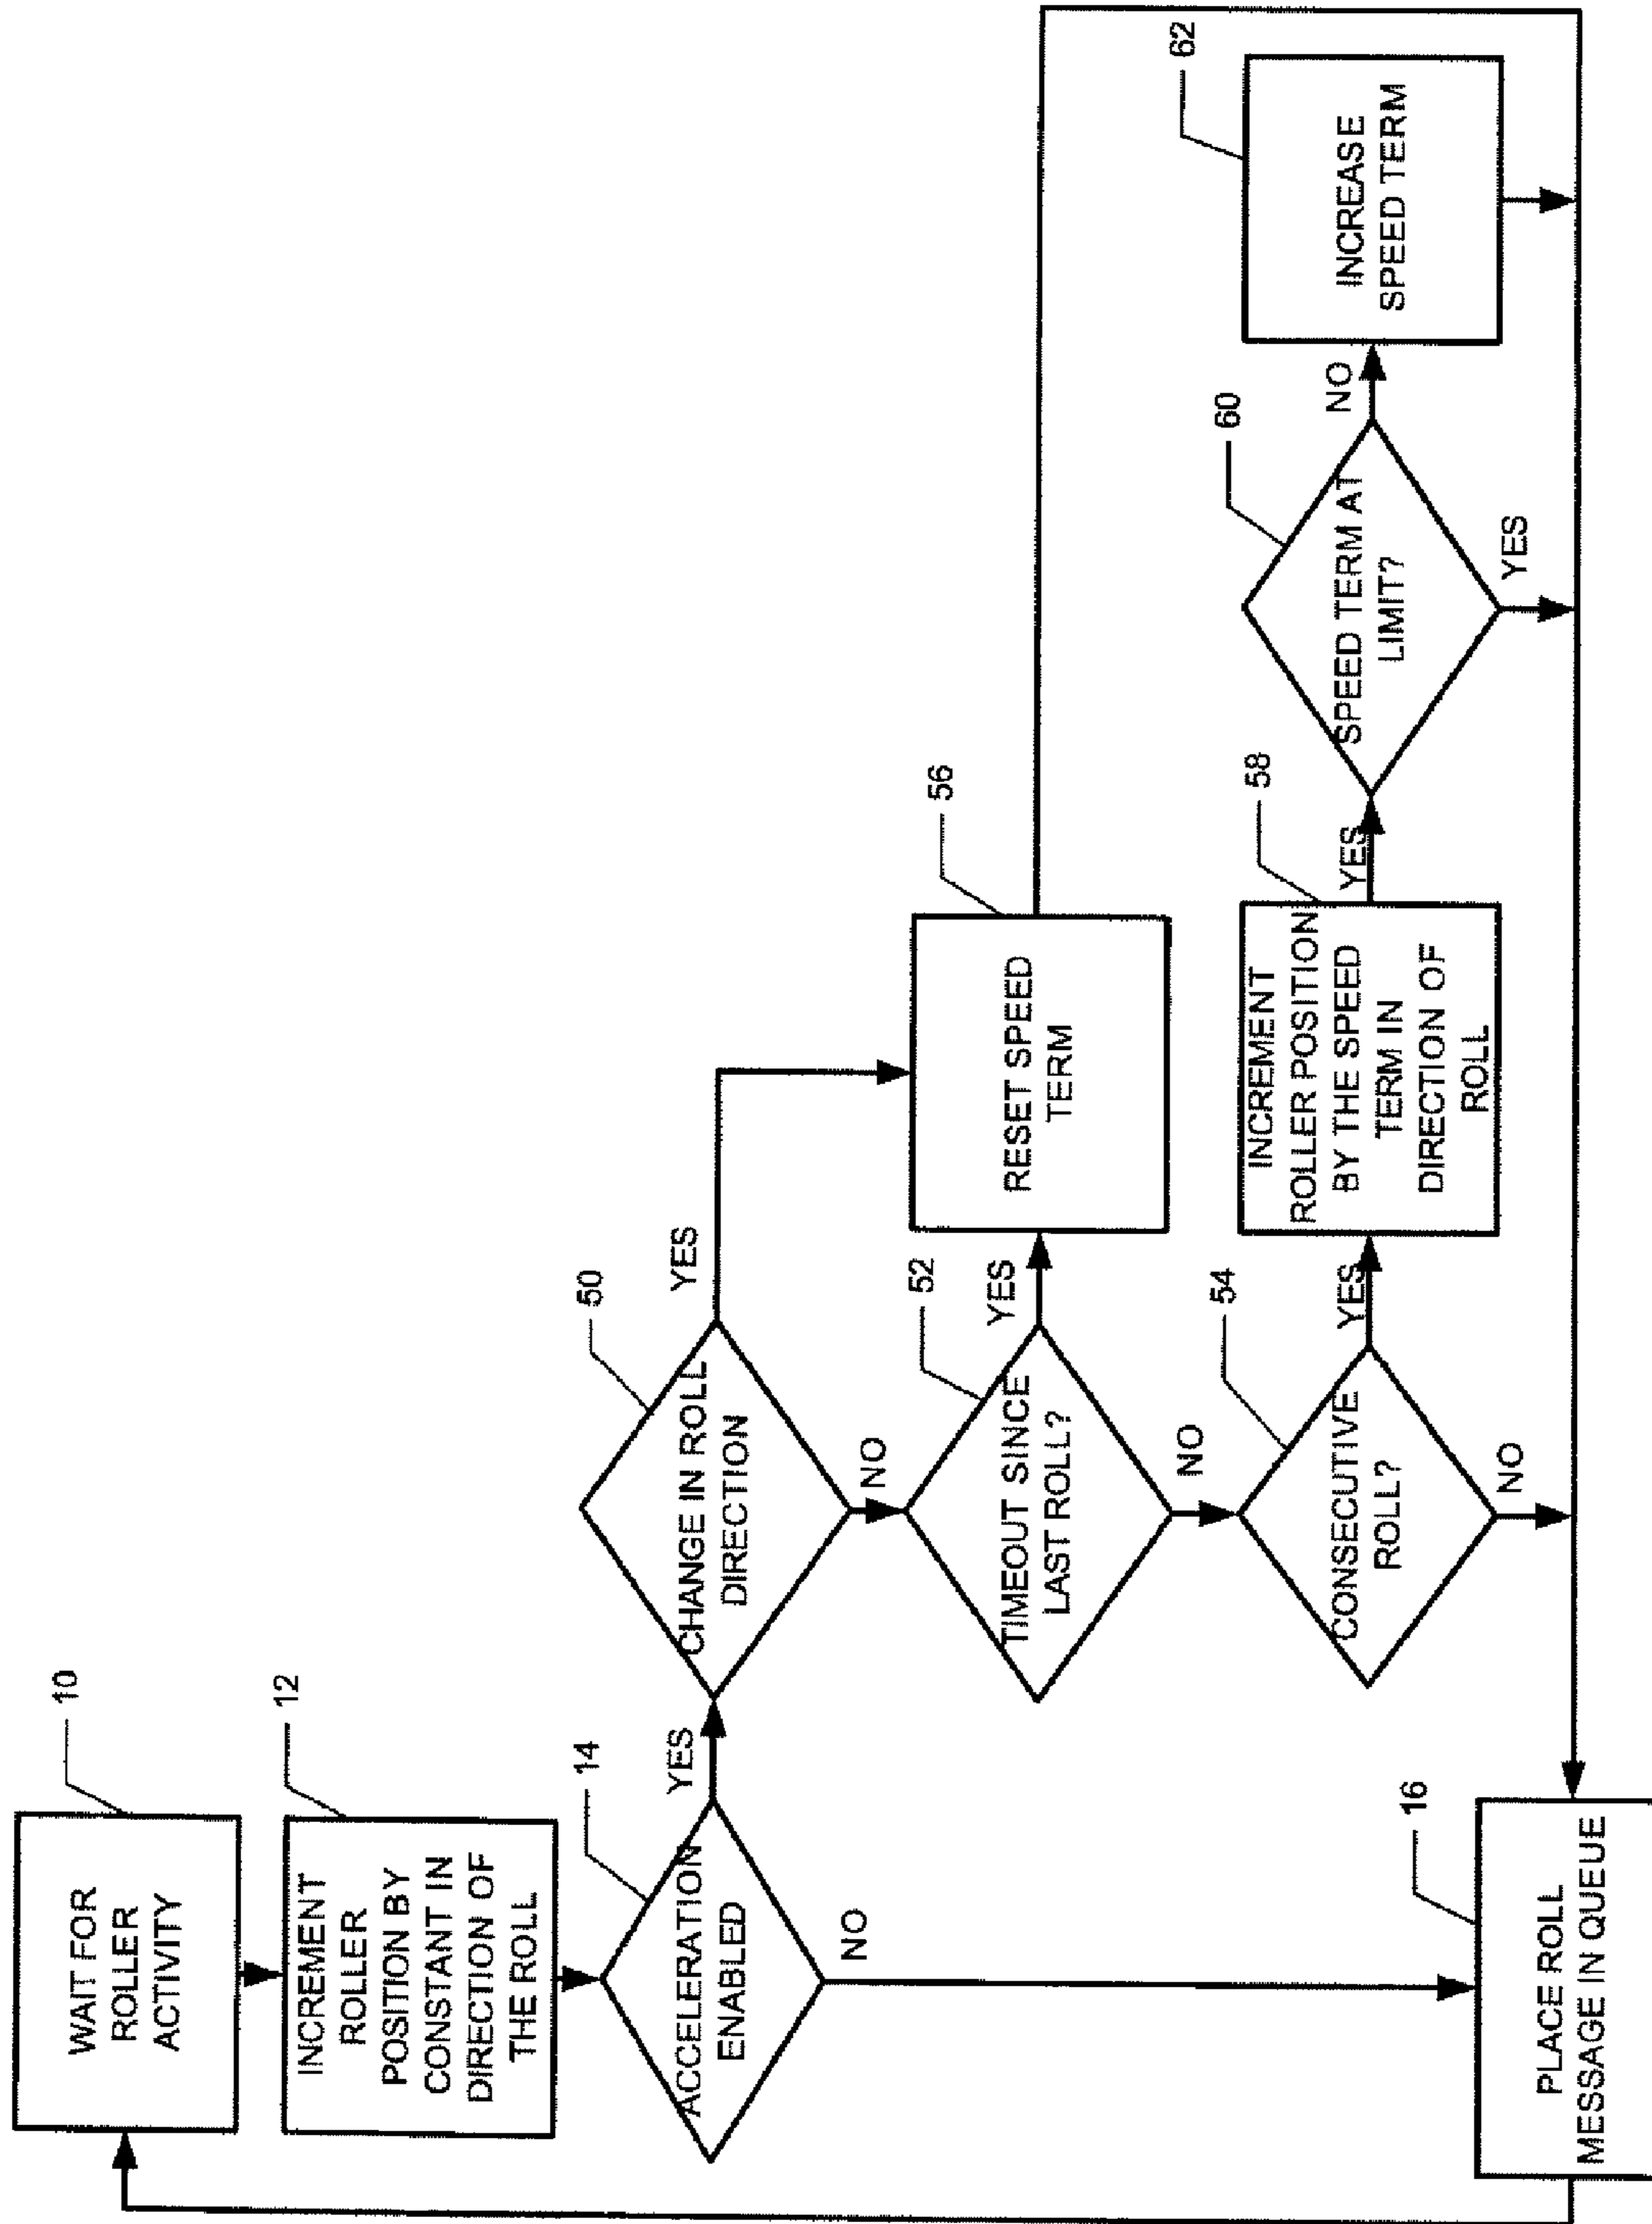 10
WAIT FOR
ROLLER
ACTIVITY
12
INCREMENT
ROLLER
POSITION BY
CONSTANT IN
DIRECTION OF
THE ROLL
14
ACCELERATION
ENABLED
YES
NO
50
CHANGE IN ROLL
DIRECTION
YES
NO
52
TIMEOUT SINCE
LAST ROLL?
YES
NO
56
RESET SPEED
TERM
54
CONSECUTIVE
ROLL?
YES
NO
58
INCREMENT
ROLLER POSITION
BY THE SPEED
TERM IN
DIRECTION OF
ROLL
YES
60
SPEED TERM AT
LIMIT?
NO
YES
62
INCREASE
SPEED TERM
16
PLACE ROLL
MESSAGE IN QUEUE